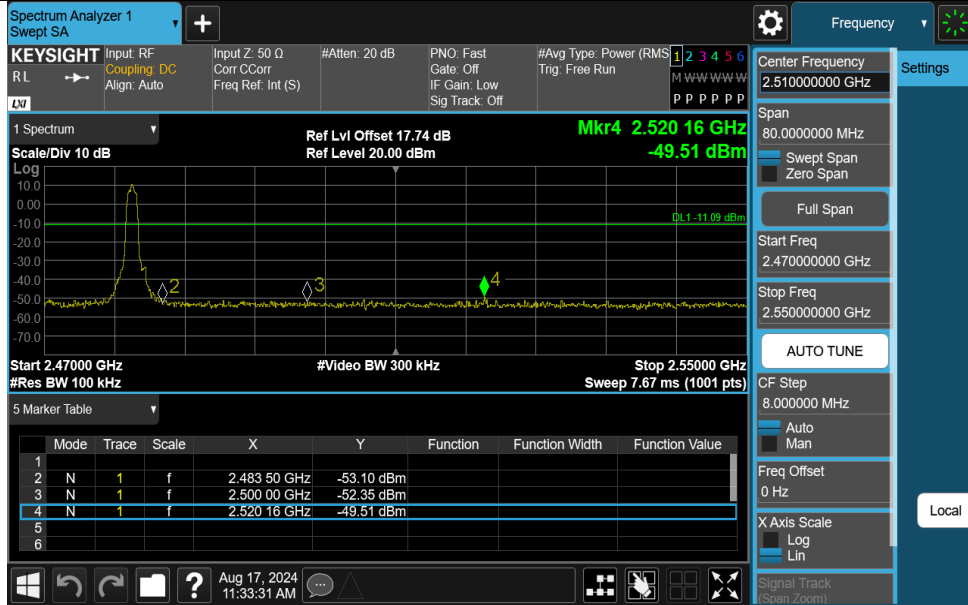 Spectrum Analyzer 1
Swept SA
+
Frequency
KEYSIGHT
R L
LXI
Input: RF
Coupling: DC
Align: Auto
Input Z: 50 Ω
Corr CCorr
Freq Ref: Int (S)
#Atten: 20 dB
PNO: Fast
Gate: Off
IF Gain: Low
Sig Track: Off
#Avg Type: Power (RMS
Trig: Free Run
1 2 3 4 5 6
M W W W W W
P P P P P P
1 Spectrum
Scale/Div 10 dB
Ref Lvl Offset 17.74 dB
Ref Level 20.00 dBm
Mkr4 2.520 16 GHz
-49.51 dBm
Log
10.0
0.00
-10.0
-20.0
-30.0
-40.0
-50.0
-60.0
-70.0
DL1 -11.09 dBm
2
3
4
Start 2.47000 GHz
#Res BW 100 kHz
#Video BW 300 kHz
Stop 2.55000 GHz
Sweep 7.67 ms (1001 pts)
5 Marker Table
Mode Trace Scale X Y Function Function Width Function Value
1
2 N 1 f 2.483 50 GHz -53.10 dBm
3 N 1 f 2.500 00 GHz -52.35 dBm
4 N 1 f 2.520 16 GHz -49.51 dBm
5
6
?
Aug 17, 2024
11:33:31 AM
Center Frequency
2.510000000 GHz
Settings
Span
80.0000000 MHz
Swept Span
Zero Span
Full Span
Start Freq
2.470000000 GHz
Stop Freq
2.550000000 GHz
AUTO TUNE
CF Step
8.000000 MHz
Auto
Man
Freq Offset
0 Hz
Local
X Axis Scale
Log
Lin
Signal Track
(Span Zoom)